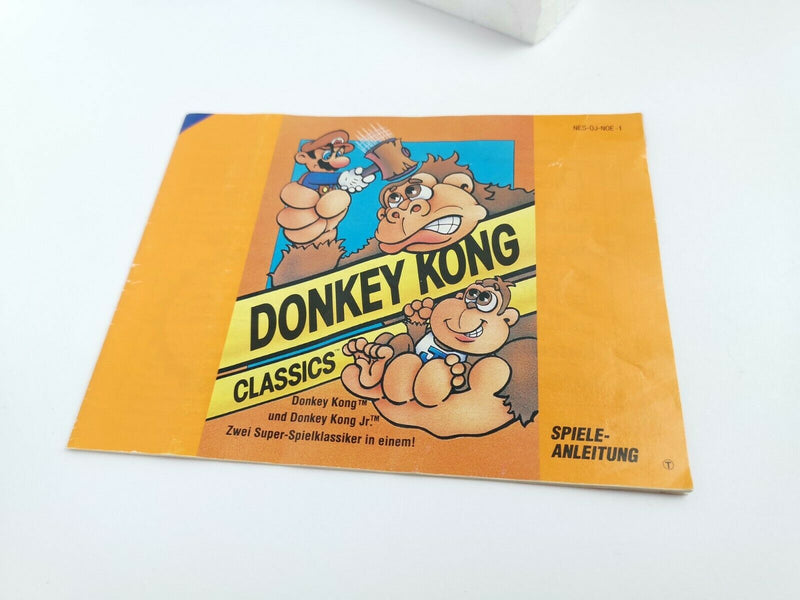 NES-DJ-NOE-1
DONKEY KONG
CLASSICS™
J
Donkey Kong™
und Donkey Kong Jr.™
Zwei Super-Spielklassiker in einem!
SPIELE-
ANLEITUNG
T